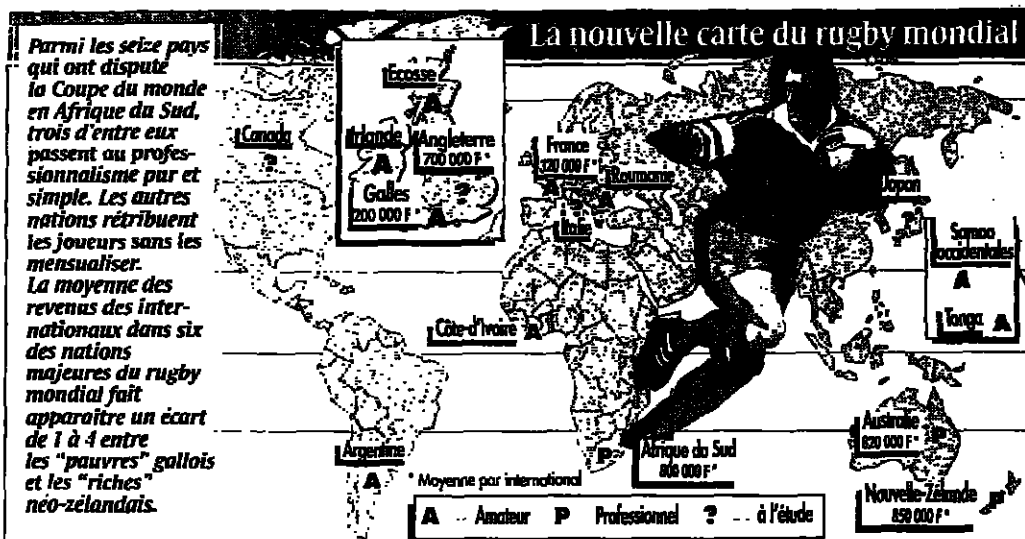 La nouvelle carte du rugby mondial
Parmi les seize pays
qui ont disputé
la Coupe du monde
en Afrique du Sud,
trois d'entre eux
passent au profes-
sionnalisme pur et
simple. Les autres
nations rétribuent
les joueurs sans les
mensualiser.
La moyenne des
revenus des inter-
nationaux dans six
des nations
majeures du rugby
mondial fait
apparaître un écart
de 1 à 4 entre
les "pauvres" gallois
et les "riches"
néo-zélandais.
Canada
?
Ecosse
A
Irlande
A
Angleterre
700 000 F*
?
Galles
200 000 F*
A
France
320 000 F*
A
Roumanie
A
Italie
Japon
A
?
Samoa
occidentales
A
Tonga A
Côte-d'Ivoire A
Argentine
A
P
Afrique du Sud
800 000 F*
Australie
820 000 F*
P
Nouvelle-Zélande
850 000 F*
P
* Moyenne par international
A .. Amateur P Professionnel ? ... à l'étude